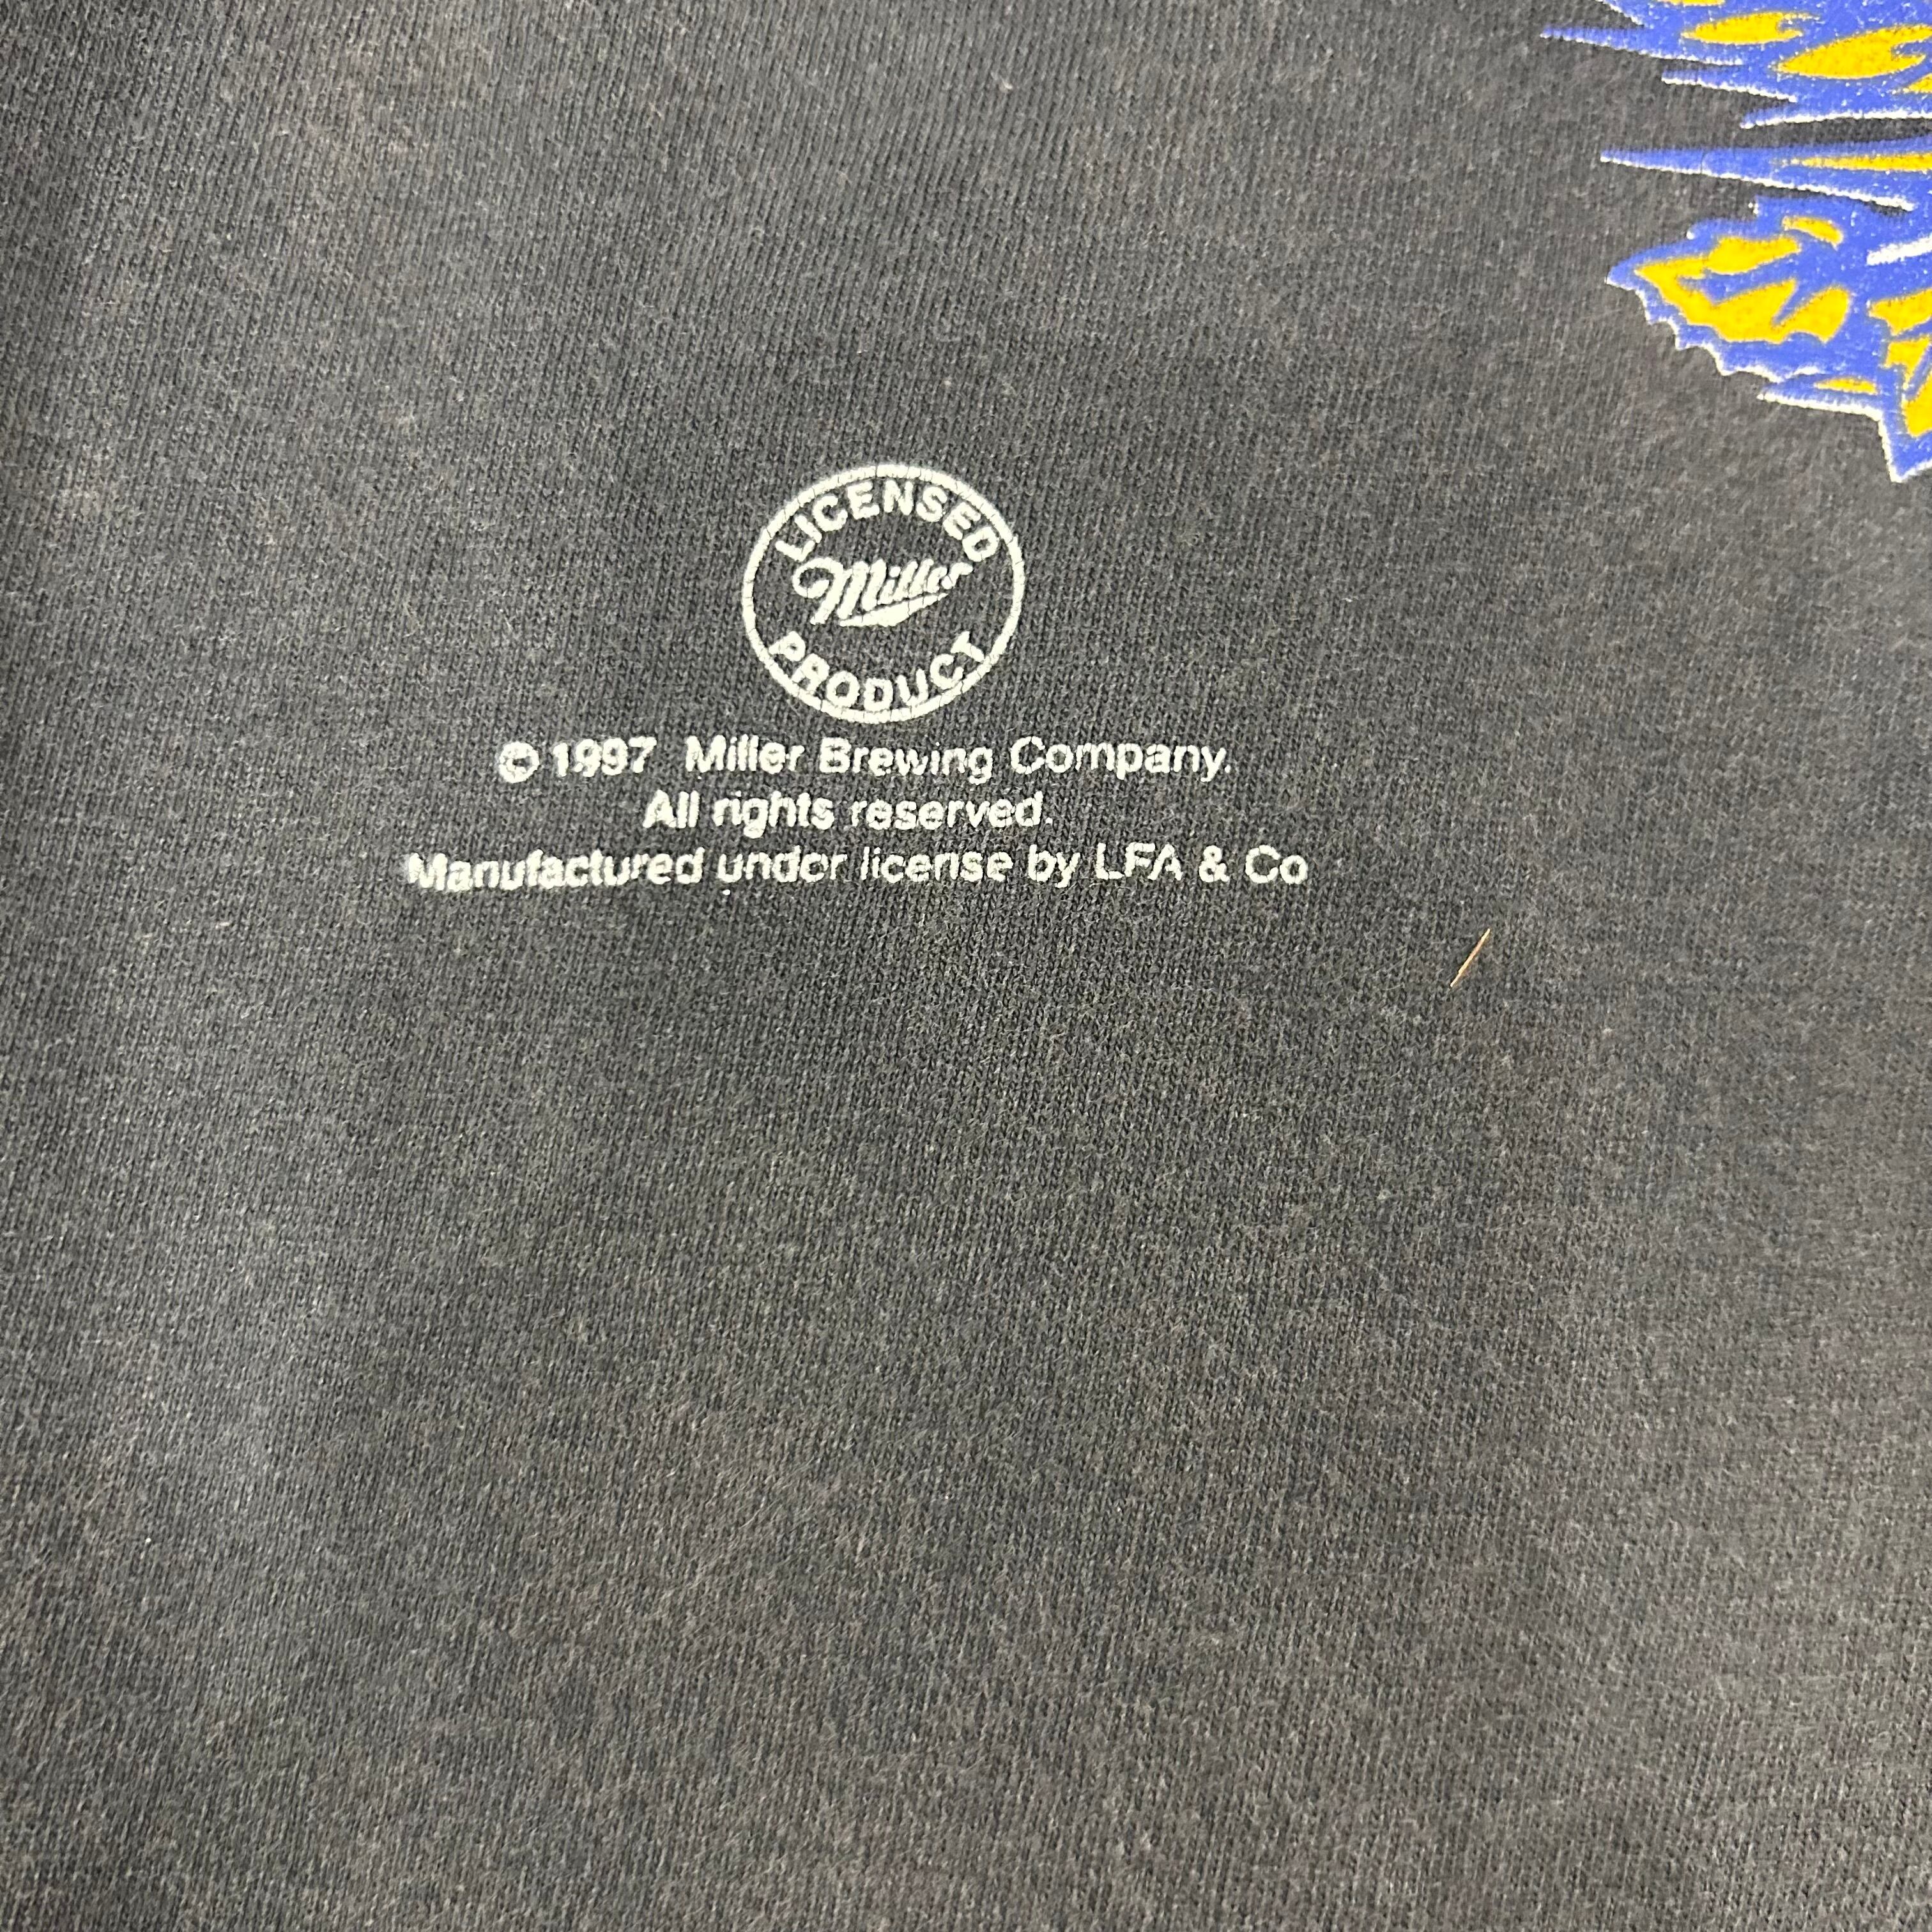 LICENSED
Miller
PRODUCT
© 1997 Miller Brewing Company.
All rights reserved.
Manufactured under license by LFA & Co